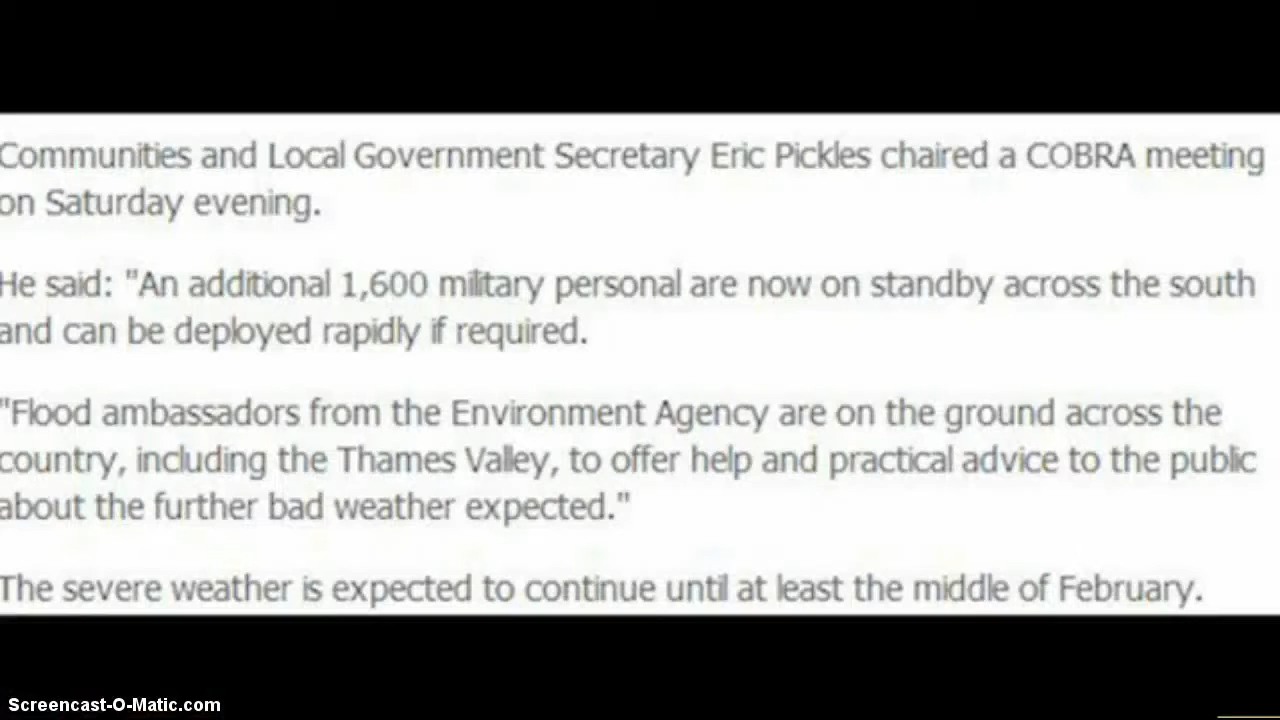 Communities and Local Government Secretary Eric Pickles chaired a COBRA meeting
on Saturday evening.
He said: "An additional 1,600 military personal are now on standby across the south
and can be deployed rapidly if required.
"Flood ambassadors from the Environment Agency are on the ground across the
country, including the Thames Valley, to offer help and practical advice to the public
about the further bad weather expected."
The severe weather is expected to continue until at least the middle of February.
Screencast-O-Matic.com